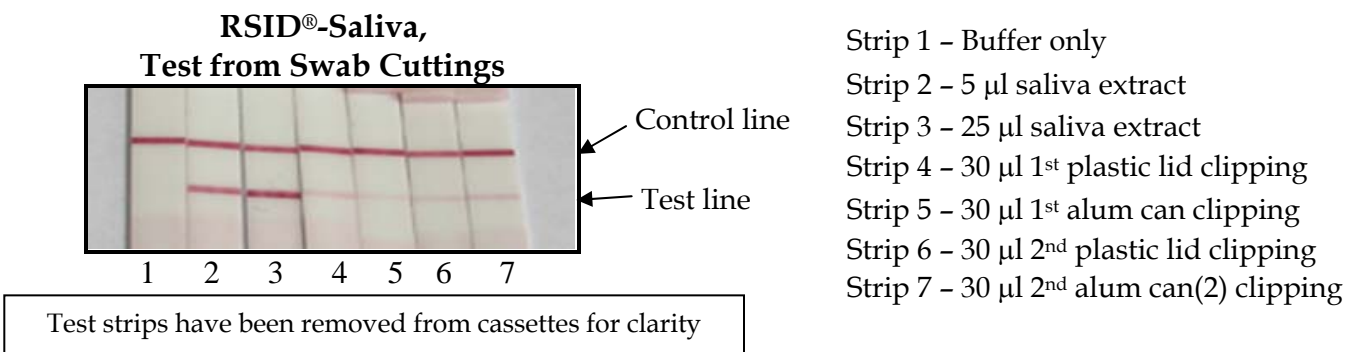 RSID®-Saliva,
Test from Swab Cuttings
Control line
Test line
1 2 3 4 5 6 7
Test strips have been removed from cassettes for clarity
Strip 1 – Buffer only
Strip 2 – 5 µl saliva extract
Strip 3 – 25 µl saliva extract
Strip 4 – 30 µl 1st plastic lid clipping
Strip 5 – 30 µl 1st alum can clipping
Strip 6 – 30 µl 2nd plastic lid clipping
Strip 7 – 30 µl 2nd alum can(2) clipping